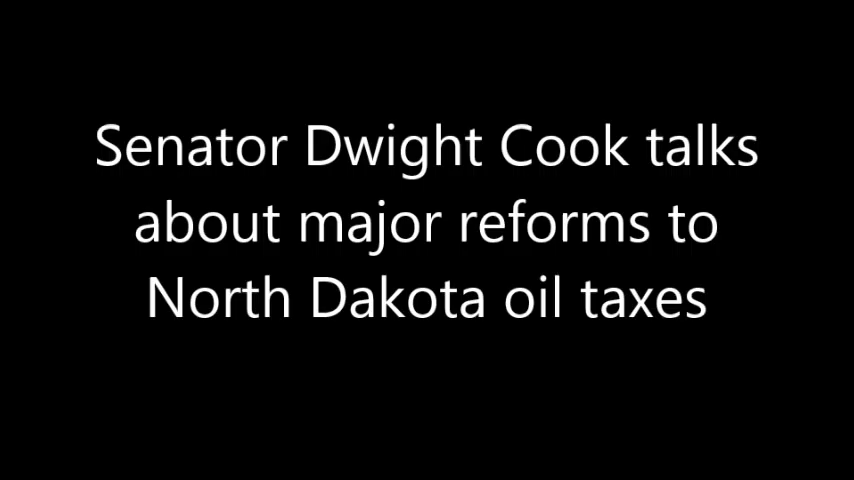 Senator Dwight Cook talks
about major reforms to
North Dakota oil taxes